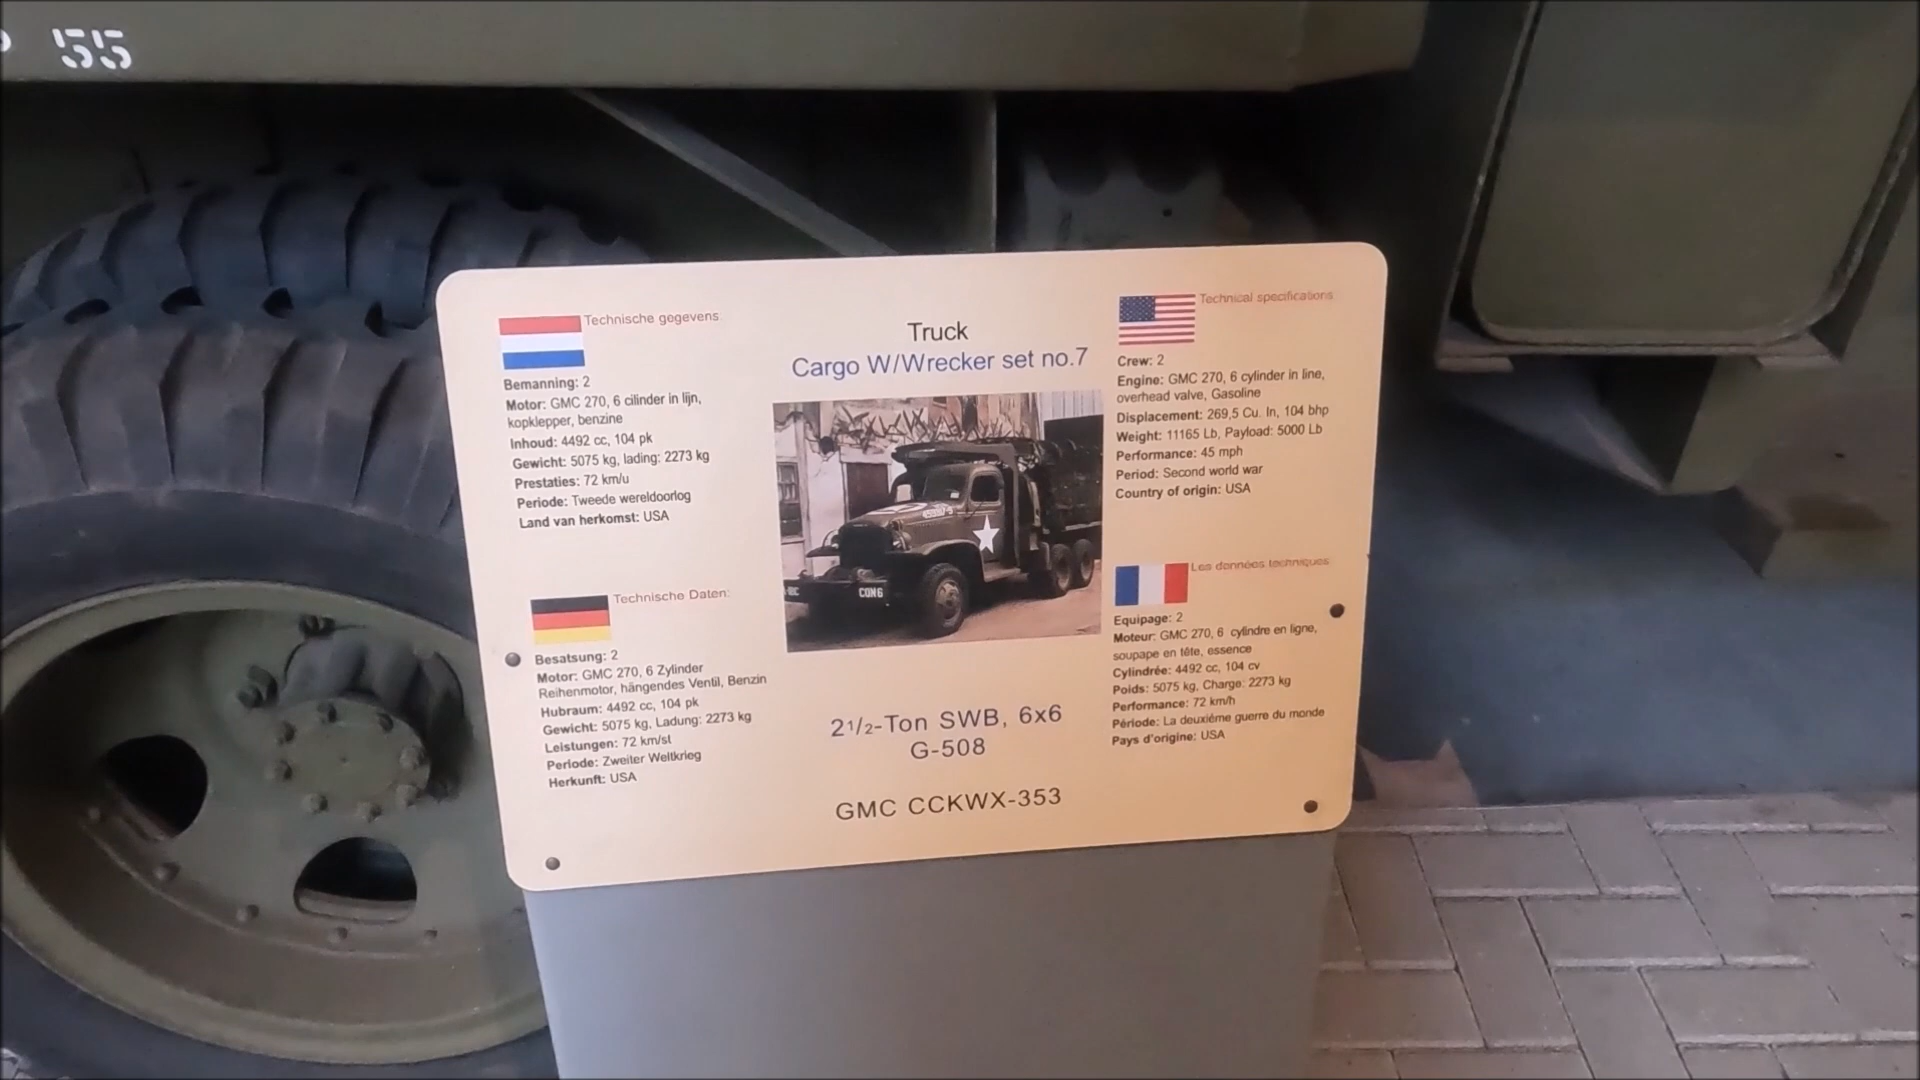 55
Technische gegevens:
Bemanning: 2
Motor: GMC 270, 6 cilinder in lijn,
kopklepper, benzine
Inhoud: 4492 cc, 104 pk
Gewicht: 5075 kg, lading: 2273 kg
Prestaties: 72 km/u
Periode: Tweede wereldoorlog
Land van herkomst: USA
Technische Daten:
Besatsung: 2
Motor: GMC 270, 6 Zylinder
Reihenmotor, hängendes Ventil, Benzin
Hubraum: 4492 cc, 104 pk
Gewicht: 5075 kg, Ladung: 2273 kg
Leistungen: 72 km/st
Periode: Zweiter Weltkrieg
Herkunft: USA
Truck
Cargo W/Wrecker set no.7
CON6
2½-Ton SWB, 6x6
G-508
GMC CCKWX-353
Technical specifications:
Crew: 2
Engine: GMC 270, 6 cylinder in line,
overhead valve, Gasoline
Displacement: 269,5 Cu. In, 104 bhp
Weight: 11165 Lb, Payload: 5000 Lb
Performance: 45 mph
Period: Second world war
Country of origin: USA
Les données techniques:
Equipage: 2
Moteur: GMC 270, 6 cylindre en ligne,
soupape en tête, essence
Cylindrée: 4492 cc, 104 cv
Poids: 5075 kg, Charge: 2273 kg
Performance: 72 km/h
Période: La deuxième guerre du monde
Pays d'origine: USA